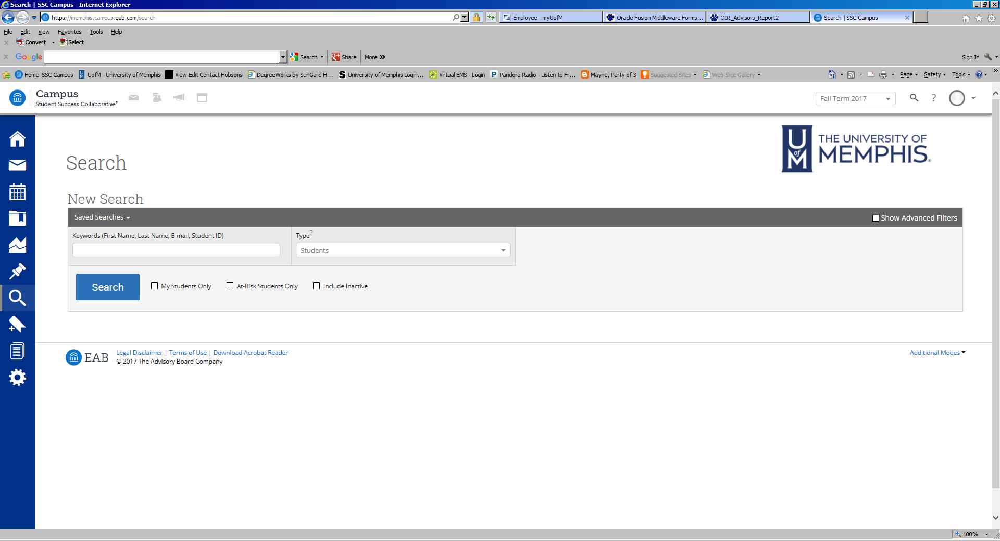 Search | SSC Campus - Internet Explorer
https://memphis.campus.eab.com/search
Employee - myUofM
Oracle Fusion Middleware Forms...
OIR_Advisors_Report2
Search | SSC Campus
File Edit View Favorites Tools Help
Convert Select
Google Search Share More »
Sign In
Home SSC Campus
UofM - University of Memphis
View-Edit Contact Hobsons
DegreeWorks by SunGard H...
University of Memphis Login...
Virtual EMS - Login
Pandora Radio - Listen to Fr...
Mayne, Party of 3
Suggested Sites
Web Slice Gallery
Page Safety Tools
Campus
Student Success Collaborative™
Fall Term 2017
?
U of M
THE UNIVERSITY OF
MEMPHIS®
Search
New Search
Saved Searches
Show Advanced Filters
Keywords (First Name, Last Name, E-mail, Student ID)
Type?
Students
Search
My Students Only
At-Risk Students Only
Include Inactive
EAB
Legal Disclaimer | Terms of Use | Download Acrobat Reader
© 2017 The Advisory Board Company
Additional Modes
100%